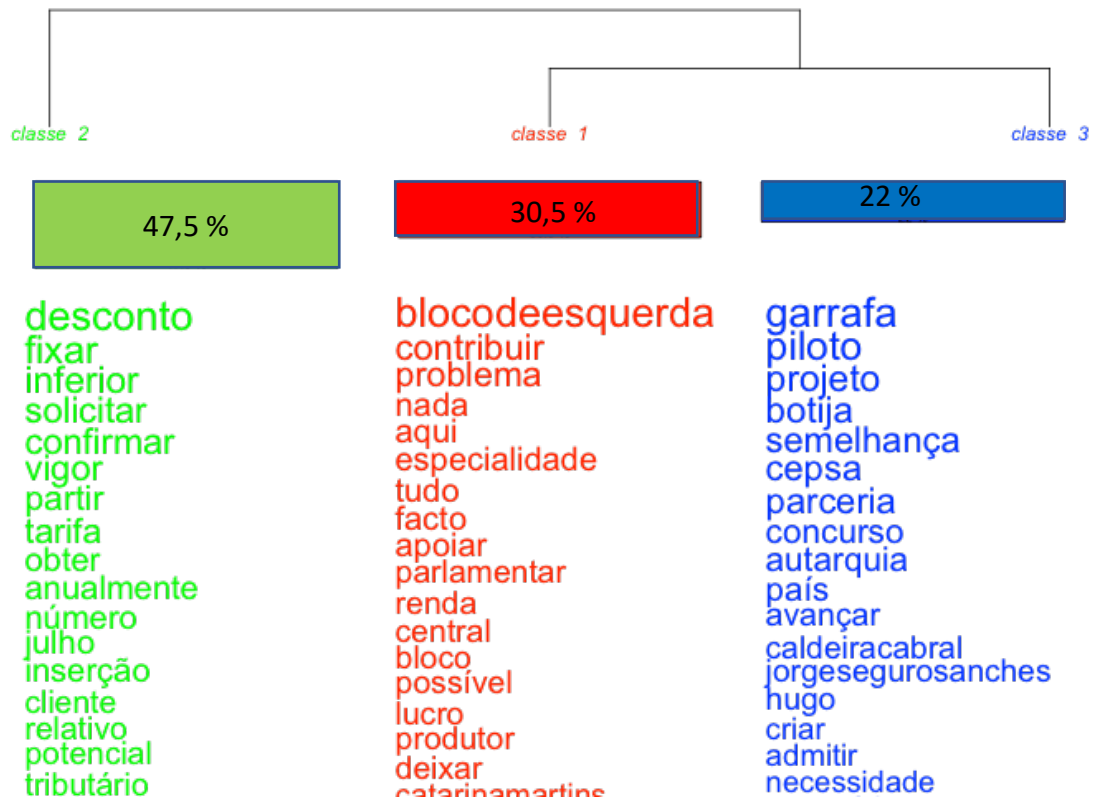 classe 2
classe 1
classe 3
47,5 %
30,5 %
22 %
desconto
fixar
inferior
solicitar
confirmar
vigor
partir
tarifa
obter
anualmente
número
julho
inserção
cliente
relativo
potencial
tributário
blocodeesquerda
contribuir
problema
nada
aqui
especialidade
tudo
facto
apoiar
parlamentar
renda
central
bloco
possível
lucro
produtor
deixar
catarinamartins
garrafa
piloto
projeto
botija
semelhança
cepsa
parceria
concurso
autarquia
país
avançar
caldeiracabral
jorgesegurosanches
hugo
criar
admitir
necessidade